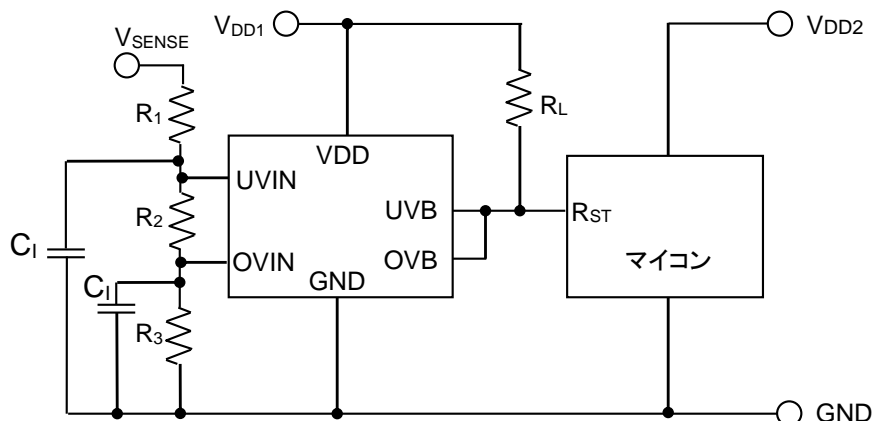 VDD1
VDD2
VSENSE
R1
RL
VDD
UVIN
R2
UVB
RST
CI
OVIN
OVB
マイコン
CI
GND
R3
GND